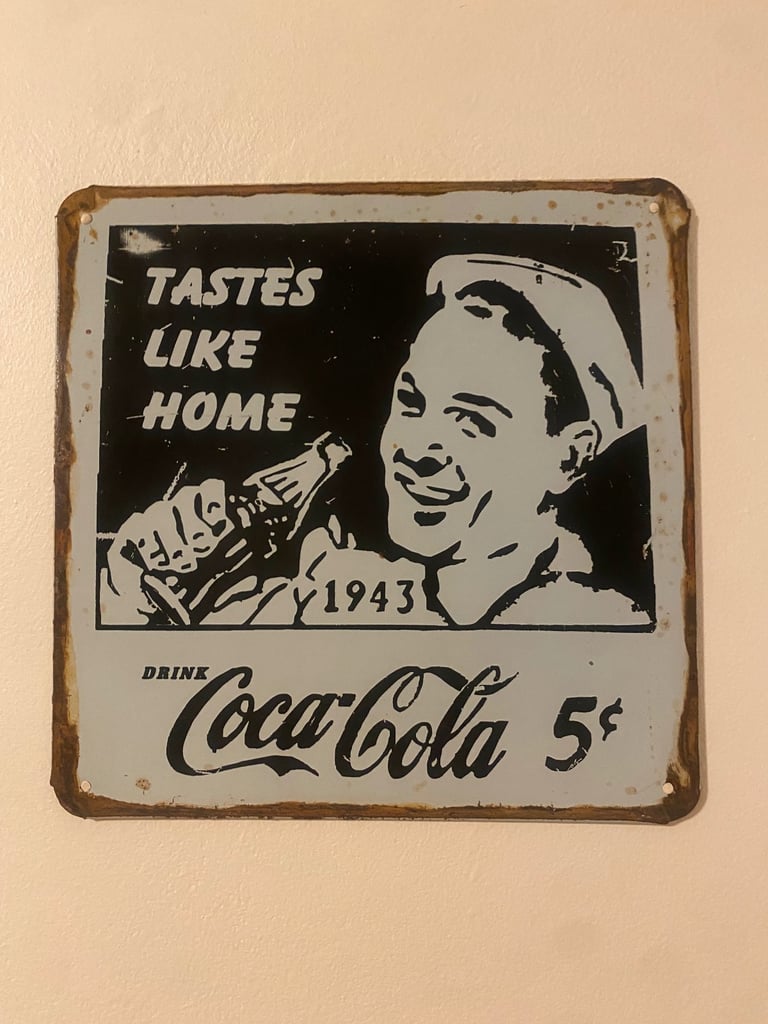 TASTES
LIKE
HOME
1943
DRINK
Coca-Cola 5¢